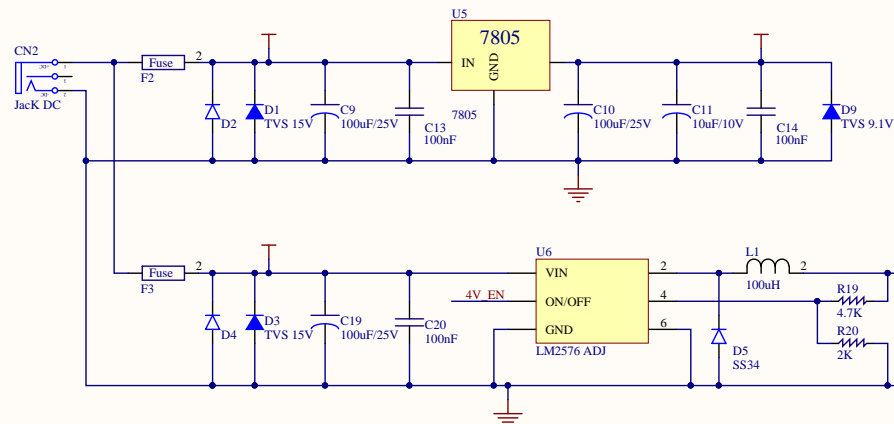 U5
7805
IN
GND
7805
CN2
JacK DC
Fuse
2
F2
D2
D1
TVS 15V
C9
100uF/25V
C13
100nF
C10
100uF/25V
C11
10uF/10V
C14
100nF
D9
TVS 9.1V
Fuse
2
F3
D4
D3
TVS 15V
C19
100uF/25V
C20
100nF
4V_EN
U6
VIN
ON/OFF
GND
2
4
6
LM2576 ADJ
L1
2
100uH
D5
SS34
R19
4.7K
R20
2K